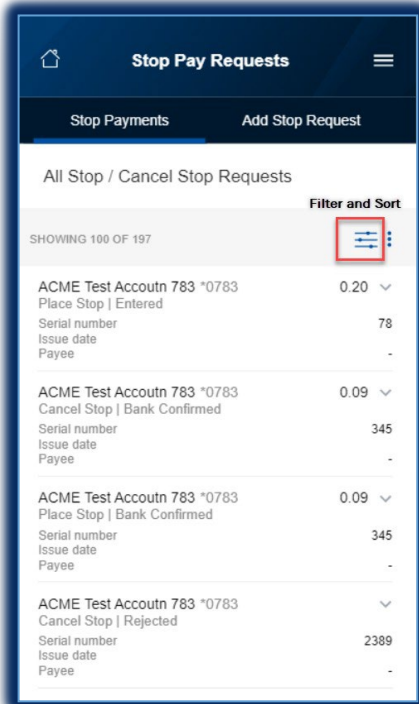 Stop Pay Requests
Stop Payments Add Stop Request
All Stop / Cancel Stop Requests
Filter and Sort
SHOWING 100 OF 197
ACME Test Accoutn 783 *0783 0.20
Place Stop | Entered
Serial number 78
Issue date
Payee -
ACME Test Accoutn 783 *0783 0.09
Cancel Stop | Bank Confirmed
Serial number 345
Issue date
Payee -
ACME Test Accoutn 783 *0783 0.09
Place Stop | Bank Confirmed
Serial number 345
Issue date
Payee -
ACME Test Accoutn 783 *0783
Cancel Stop | Rejected
Serial number 2389
Issue date
Payee -